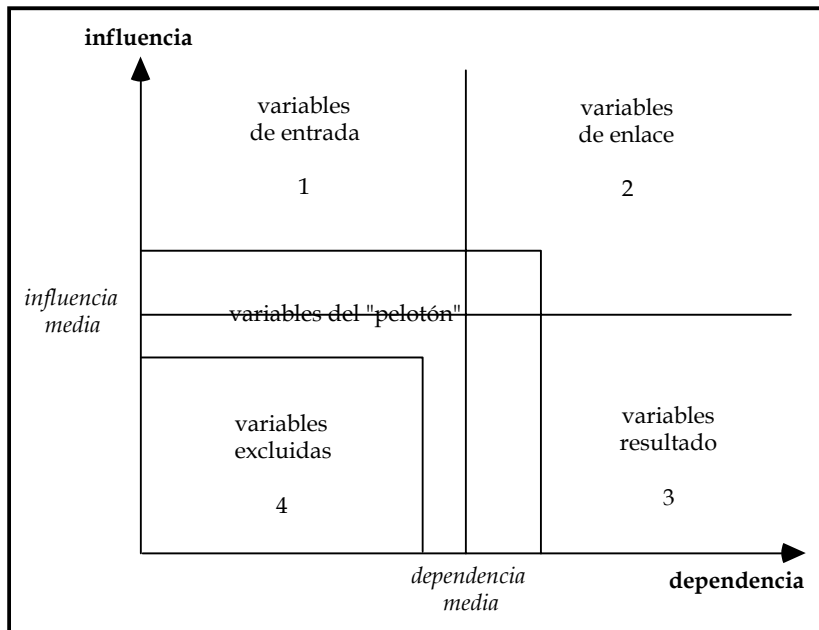 influencia
variables
de entrada
1
variables
de enlace
2
influencia
media
variables del "pelotón"
variables
excluidas
4
variables
resultado
3
dependencia
media
dependencia